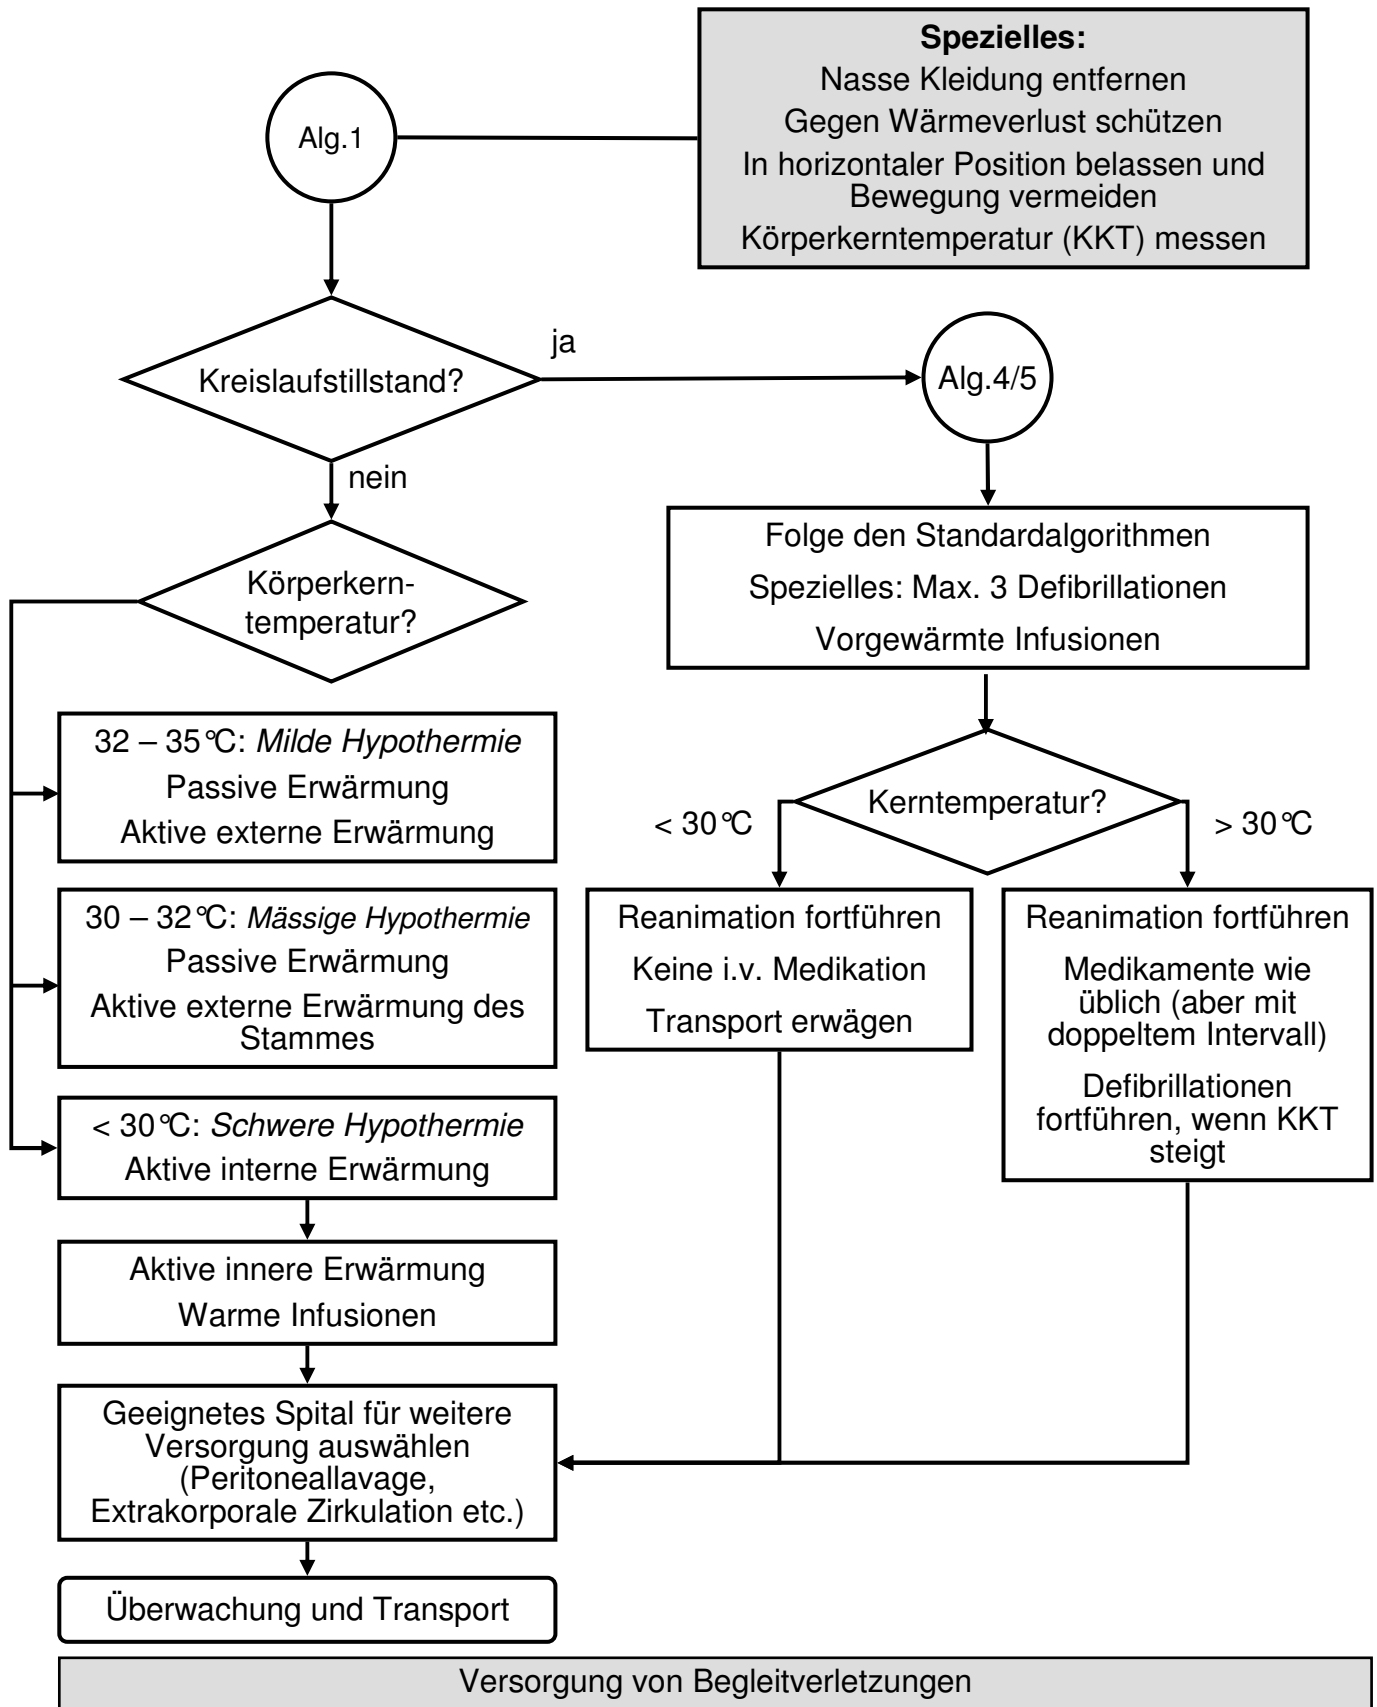 Spezielles:
Nasse Kleidung entfernen
Gegen Wärmeverlust schützen
In horizontaler Position belassen und
Bewegung vermeiden
Körperkerntemperatur (KKT) messen
Alg.1
Kreislaufstillstand?
ja
Alg.4/5
nein
Körperkern-
temperatur?
Folge den Standardalgorithmen
Spezielles: Max. 3 Defibrillationen
Vorgewärmte Infusionen
32 – 35°C: Milde Hypothermie
Passive Erwärmung
Aktive externe Erwärmung
Kerntemperatur?
< 30°C
> 30°C
30 – 32°C: Mässige Hypothermie
Passive Erwärmung
Aktive externe Erwärmung des
Stammes
Reanimation fortführen
Keine i.v. Medikation
Transport erwägen
Reanimation fortführen
Medikamente wie
üblich (aber mit
doppeltem Intervall)
Defibrillationen
fortführen, wenn KKT
steigt
< 30°C: Schwere Hypothermie
Aktive interne Erwärmung
Aktive innere Erwärmung
Warme Infusionen
Geeignetes Spital für weitere
Versorgung auswählen
(Peritoneallavage,
Extrakorporale Zirkulation etc.)
Überwachung und Transport
Versorgung von Begleitverletzungen